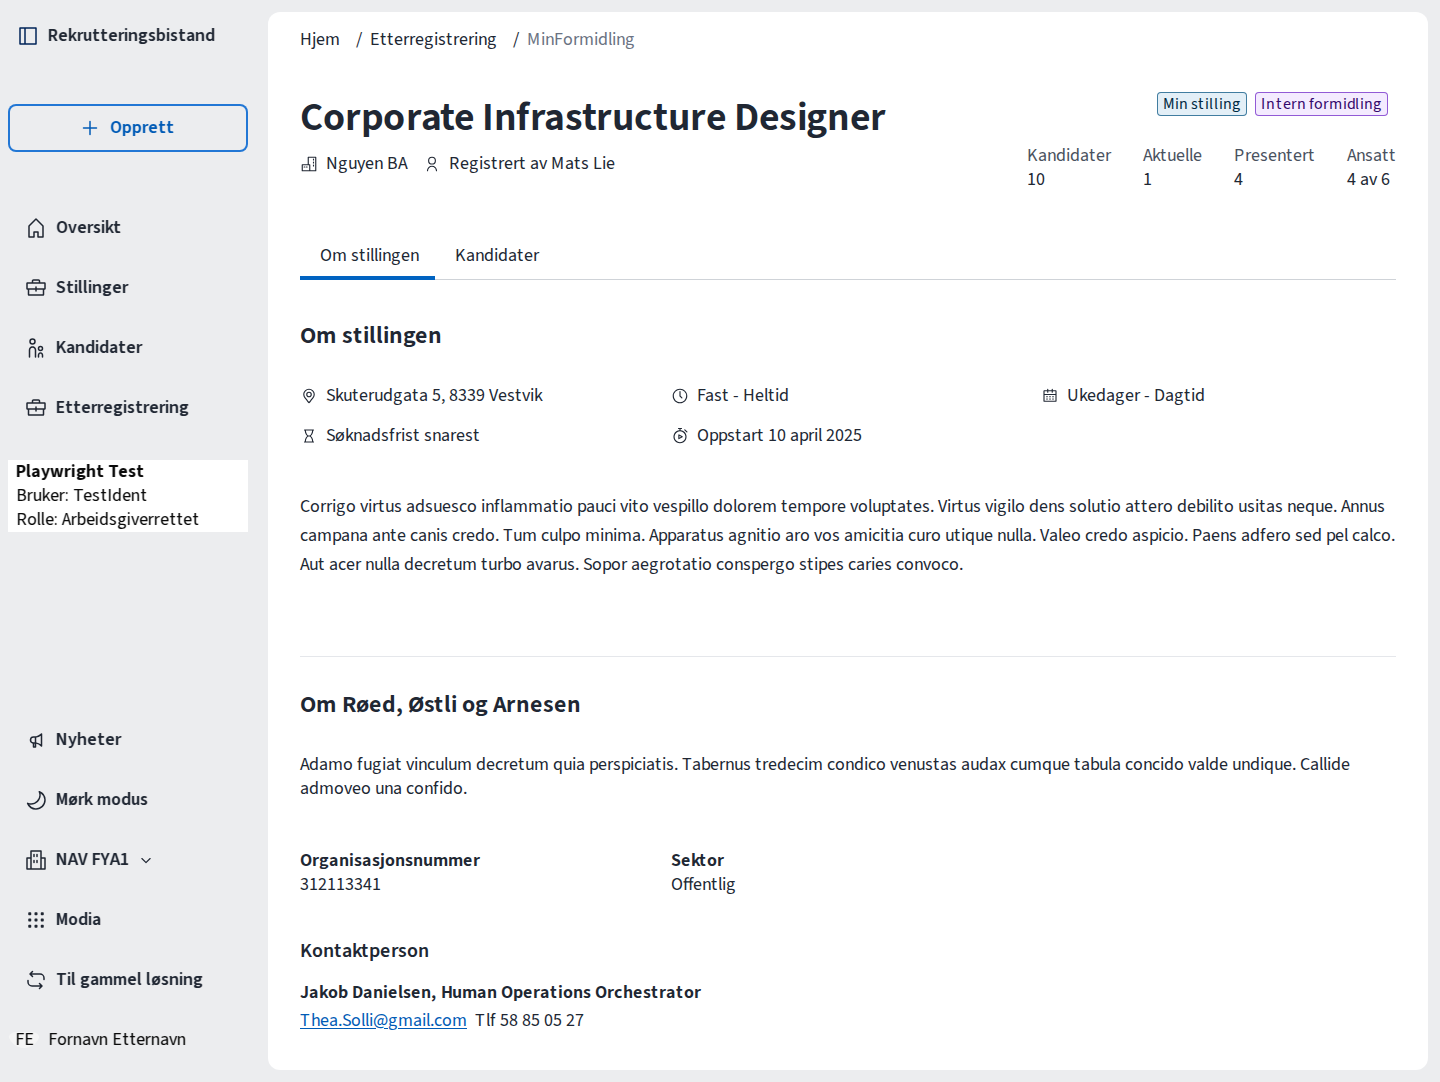 Rekrutteringsbistand
Opprett
Oversikt
Stillinger
Kandidater
Etterregistrering
Playwright Test
Bruker: TestIdent
Rolle: Arbeidsgiverrettet
Nyheter
Mørk modus
NAV FYA1
Modia
Til gammel løsning
FE Fornavn Etternavn
Hjem / Etterregistrering / MinFormidling
Corporate Infrastructure Designer
Nguyen BA Registrert av Mats Lie
Min stilling Intern formidling
Kandidater Aktuelle Presentert Ansatt
10 1 4 4 av 6
Om stillingen Kandidater
Om stillingen
Skuterudgata 5, 8339 Vestvik Fast - Heltid Ukedager - Dagtid
Søknadsfrist snarest Oppstart 10 april 2025
Corrigo virtus adsuesco inflammatio pauci vito vespillo dolorem tempore voluptates. Virtus vigilo dens solutio attero debilito usitas neque. Annus
campana ante canis credo. Tum culpo minima. Apparatus agnitio aro vos amicitia curo utique nulla. Valeo credo aspicio. Paens adfero sed pel calco.
Aut acer nulla decretum turbo avarus. Sopor aegrotatio conspergo stipes caries convoco.
Om Røed, Østli og Arnesen
Adamo fugiat vinculum decretum quia perspiciatis. Tabernus tredecim condico venustas audax cumque tabula concido valde undique. Callide
admoveo una confido.
Organisasjonsnummer Sektor
312113341 Offentlig
Kontaktperson
Jakob Danielsen, Human Operations Orchestrator
Thea.Solli@gmail.com Tlf 58 85 05 27